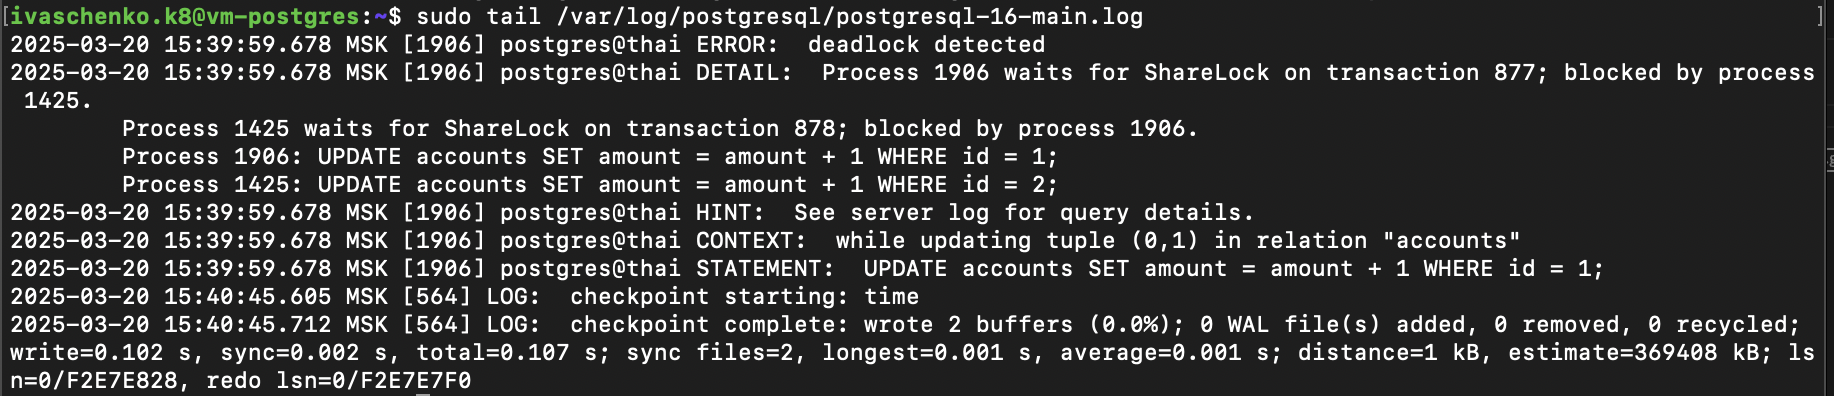 [ivaschenko.k8@vm-postgres:~$ sudo tail /var/log/postgresql/postgresql-16-main.log ]
2025-03-20 15:39:59.678 MSK [1906] postgres@thai ERROR:  deadlock detected
2025-03-20 15:39:59.678 MSK [1906] postgres@thai DETAIL:  Process 1906 waits for ShareLock on transaction 877; blocked by process
 1425.
        Process 1425 waits for ShareLock on transaction 878; blocked by process 1906.
        Process 1906: UPDATE accounts SET amount = amount + 1 WHERE id = 1;
        Process 1425: UPDATE accounts SET amount = amount + 1 WHERE id = 2;
2025-03-20 15:39:59.678 MSK [1906] postgres@thai HINT:  See server log for query details.
2025-03-20 15:39:59.678 MSK [1906] postgres@thai CONTEXT:  while updating tuple (0,1) in relation "accounts"
2025-03-20 15:39:59.678 MSK [1906] postgres@thai STATEMENT:  UPDATE accounts SET amount = amount + 1 WHERE id = 1;
2025-03-20 15:40:45.605 MSK [564] LOG:  checkpoint starting: time
2025-03-20 15:40:45.712 MSK [564] LOG:  checkpoint complete: wrote 2 buffers (0.0%); 0 WAL file(s) added, 0 removed, 0 recycled;
write=0.102 s, sync=0.002 s, total=0.107 s; sync files=2, longest=0.001 s, average=0.001 s; distance=1 kB, estimate=369408 kB; ls
n=0/F2E7E828, redo lsn=0/F2E7E7F0